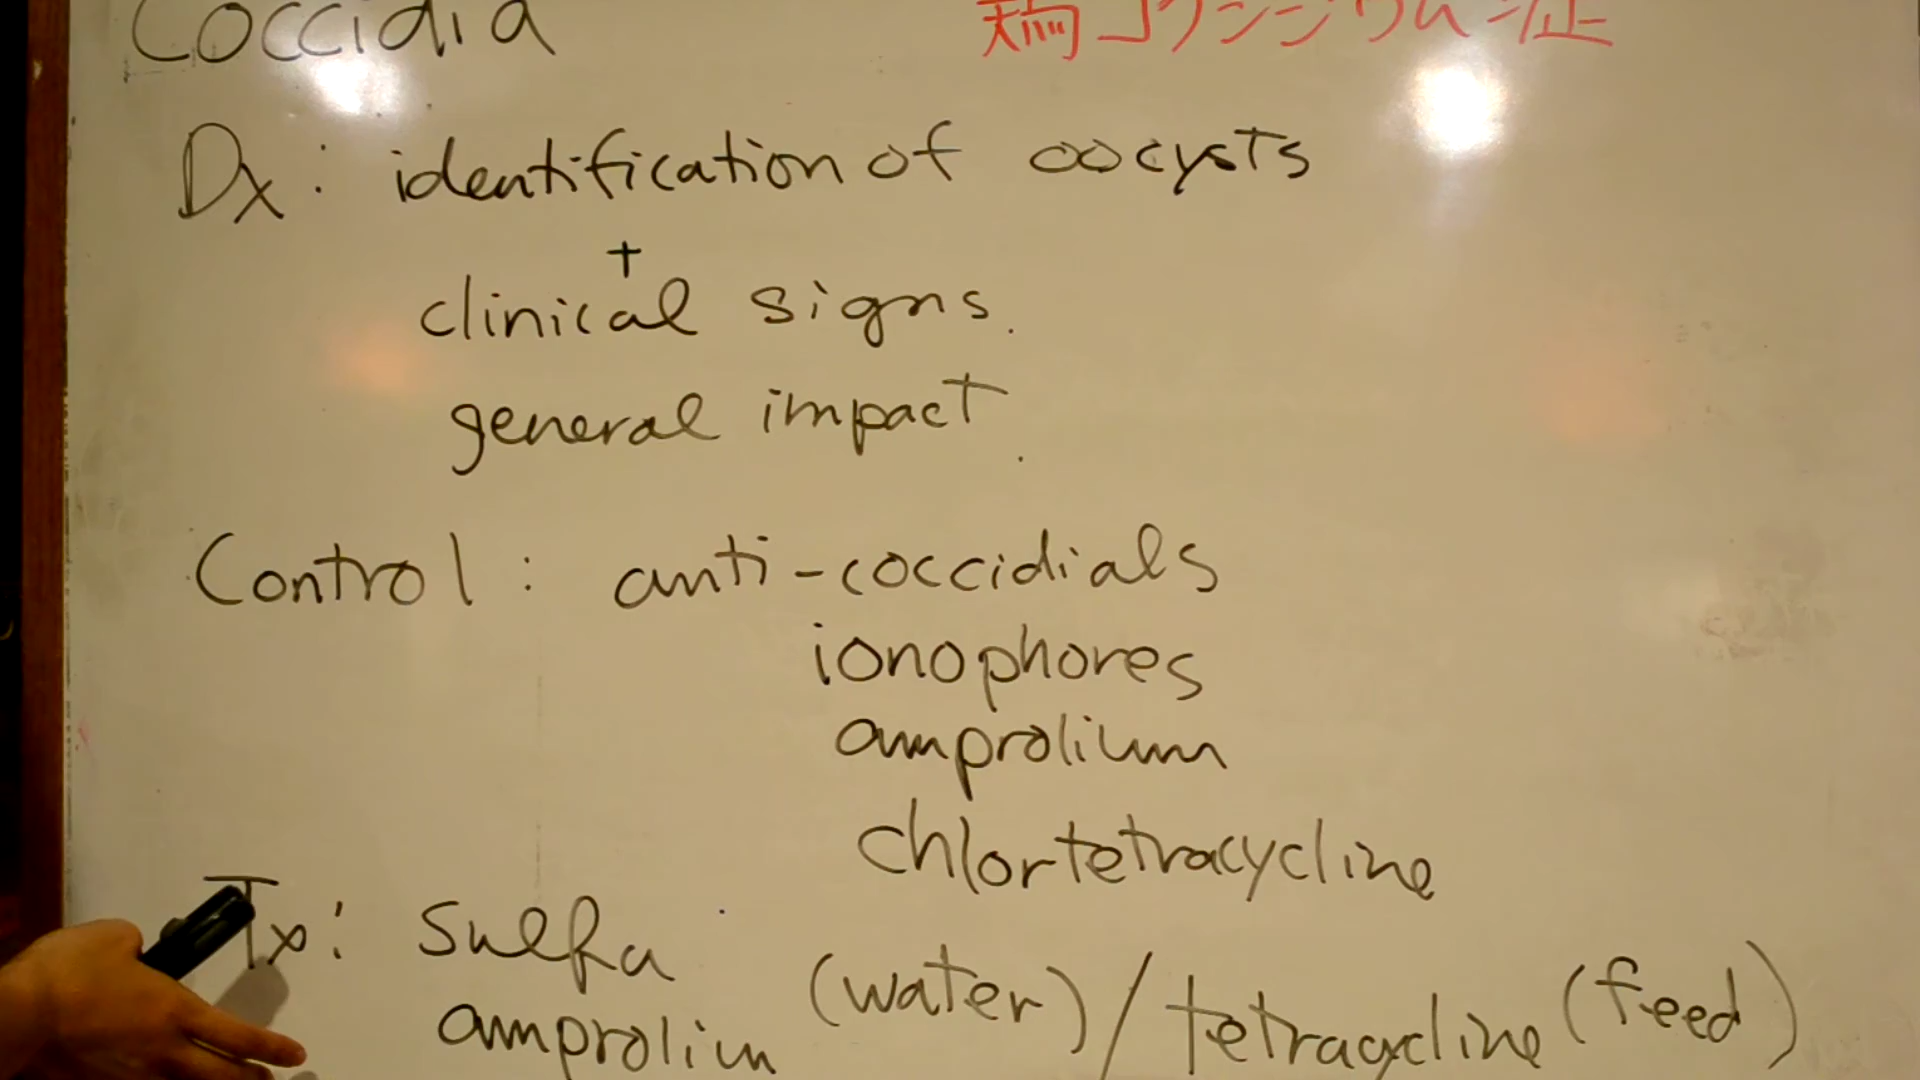 Coccidia
鶏コクシジウム症
Dx: identification of oocysts
+
clinical signs.
general impact.
Control: anti-coccidials
ionophores
amprolium
chlortetracycline
Tx: Sulfa
amprolim (water) / tetracycline (feed)